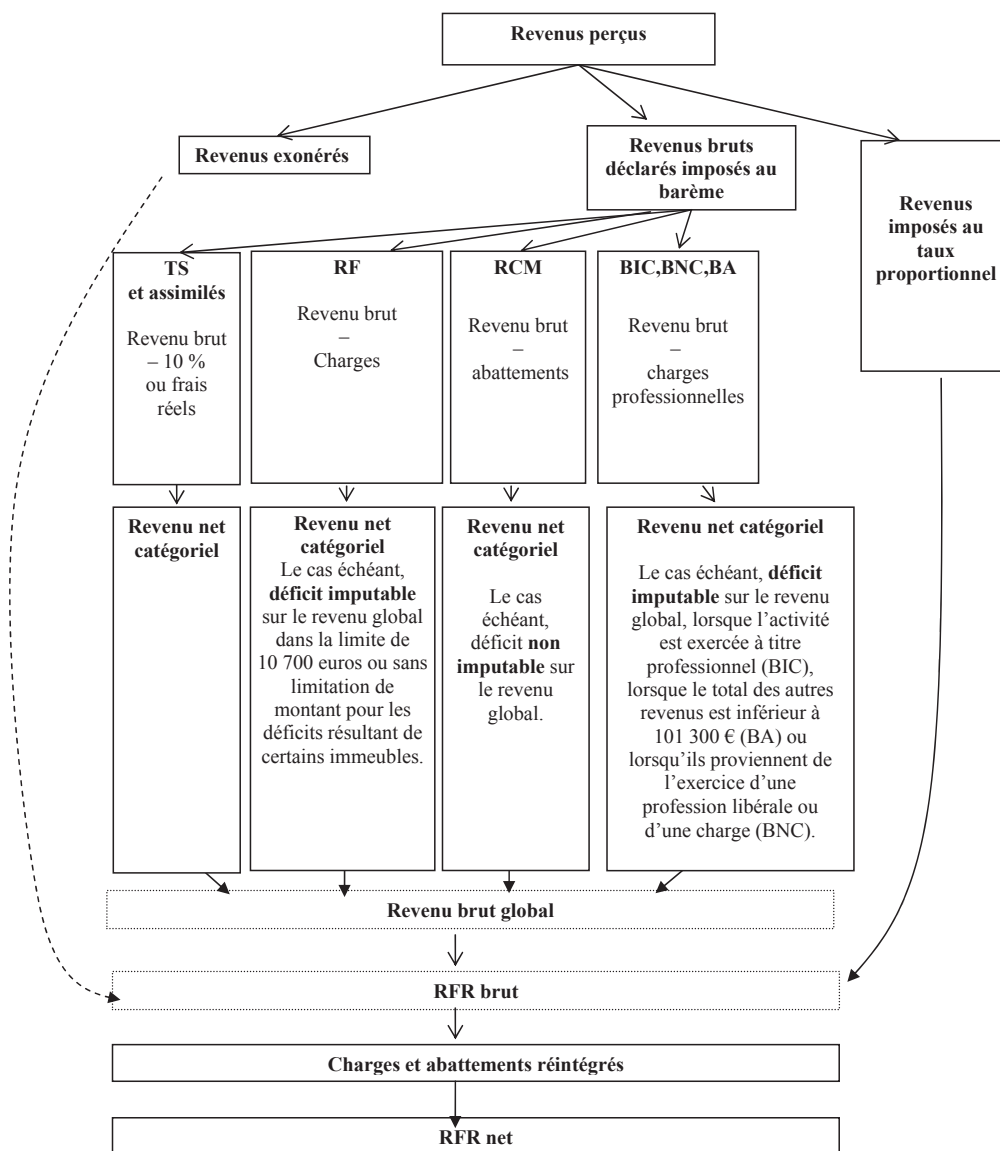 Revenus perçus
Revenus exonérés
Revenus bruts
déclarés imposés au
barème
Revenus
imposés au
taux
proportionnel
TS
et assimilés
Revenu brut
– 10 %
ou frais
réels
RF
Revenu brut
–
Charges
RCM
Revenu brut
–
abattements
BIC,BNC,BA
Revenu brut
–
charges
professionnelles
Revenu net
catégoriel
Revenu net
catégoriel
Le cas échéant,
déficit imputable
sur le revenu global
dans la limite de
10 700 euros ou sans
limitation de
montant pour les
déficits résultant de
certains immeubles.
Revenu net
catégoriel
Le cas
échéant,
déficit non
imputable sur
le revenu
global.
Revenu net catégoriel
Le cas échéant, déficit
imputable sur le revenu
global, lorsque l’activité
est exercée à titre
professionnel (BIC),
lorsque le total des autres
revenus est inférieur à
101 300 € (BA) ou
lorsqu’ils proviennent de
l’exercice d’une
profession libérale ou
d’une charge (BNC).
Revenu brut global
RFR brut
Charges et abattements réintégrés
RFR net